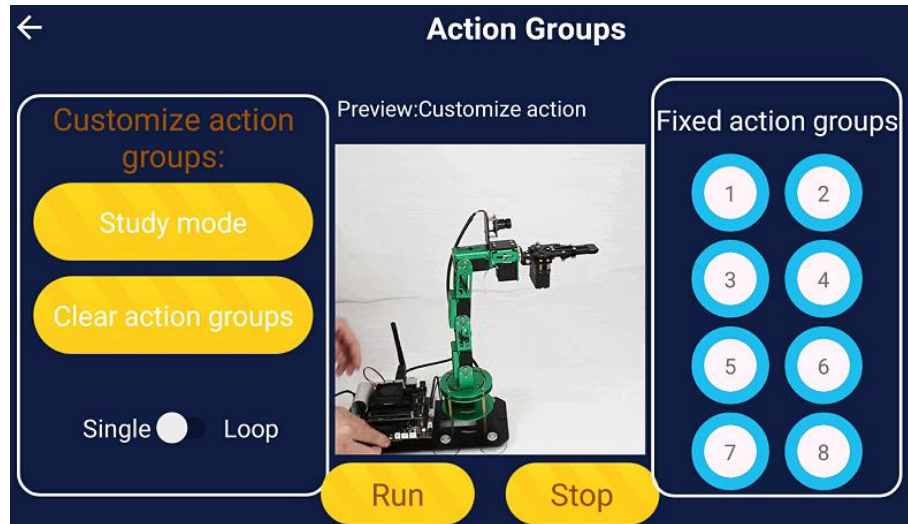 Action Groups
Customize action
groups:
Study mode
Clear action groups
Single Loop
Preview:Customize action
Run Stop
Fixed action groups
1 2
3 4
5 6
7 8